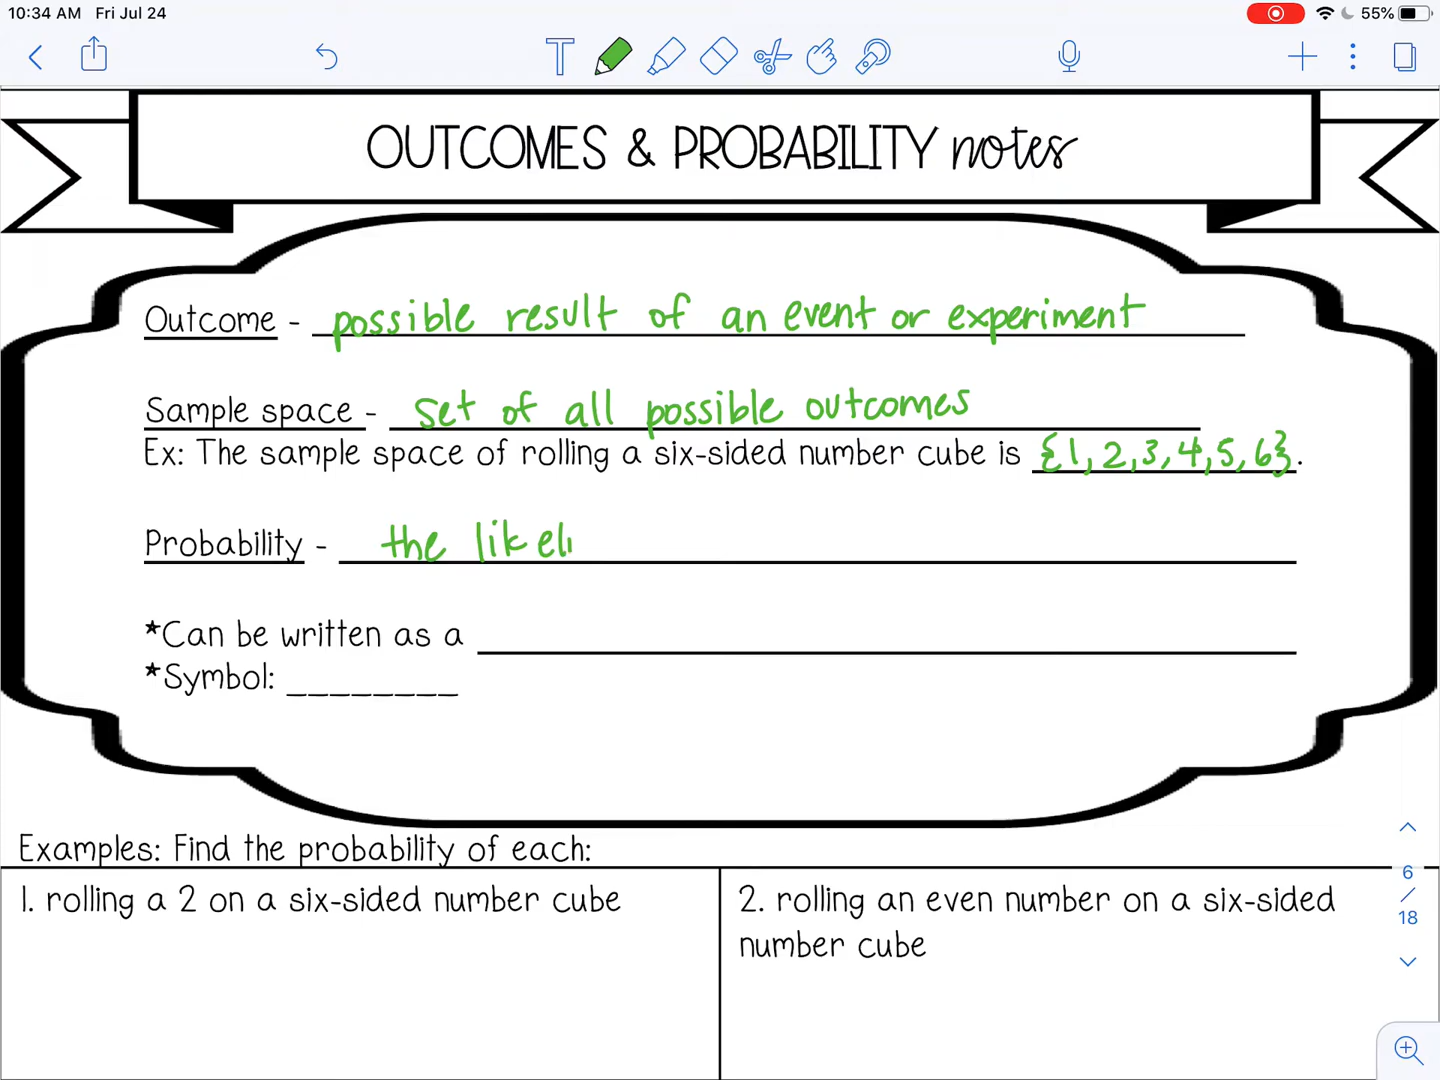 10:34 AM Fri Jul 24
55%
OUTCOMES & PROBABILITY notes
Outcome - possible result of an event or experiment
Sample space - set of all possible outcomes
Ex: The sample space of rolling a six-sided number cube is {1, 2, 3, 4, 5, 6}.
Probability - the likeli
*Can be written as a ____
*Symbol: ________
Examples: Find the probability of each:
1. rolling a 2 on a six-sided number cube
2. rolling an even number on a six-sided
number cube
6
/
18